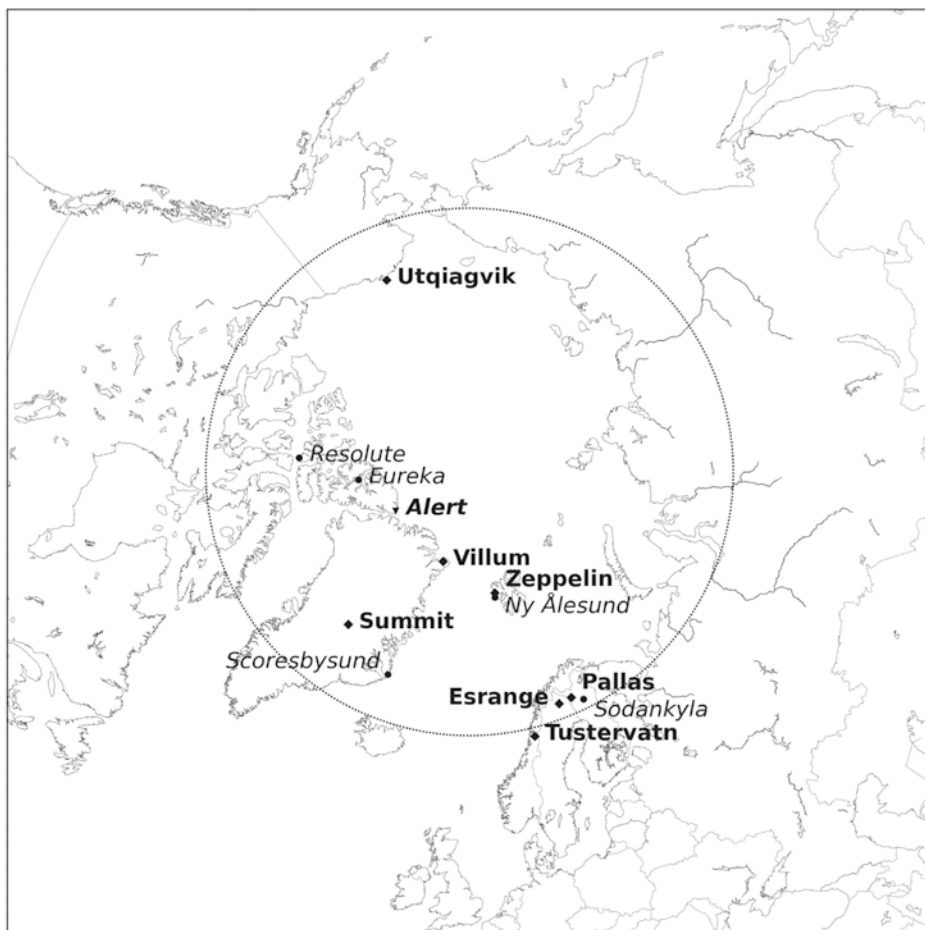 Utqiagvik
Resolute
Eureka
Alert
Villum
Zeppelin
Ny Ålesund
Summit
Scoresbysund
Pallas
Esrange
Sodankyla
Tustervatn